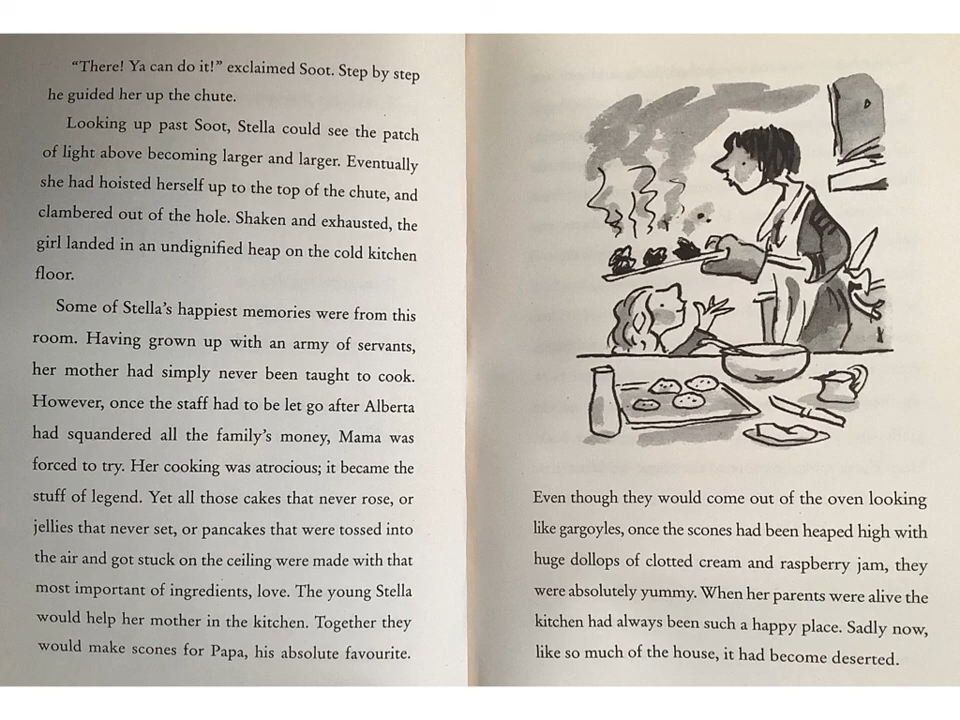 “There! Ya can do it!” exclaimed Soot. Step by step
he guided her up the chute.
Looking up past Soot, Stella could see the patch
of light above becoming larger and larger. Eventually
she had hoisted herself up to the top of the chute, and
clambered out of the hole. Shaken and exhausted, the
girl landed in an undignified heap on the cold kitchen
floor.
Some of Stella’s happiest memories were from this
room. Having grown up with an army of servants,
her mother had simply never been taught to cook.
However, once the staff had to be let go after Alberta
had squandered all the family’s money, Mama was
forced to try. Her cooking was atrocious; it became the
stuff of legend. Yet all those cakes that never rose, or
jellies that never set, or pancakes that were tossed into
the air and got stuck on the ceiling were made with that
most important of ingredients, love. The young Stella
would help her mother in the kitchen. Together they
would make scones for Papa, his absolute favourite.
Even though they would come out of the oven looking
like gargoyles, once the scones had been heaped high with
huge dollops of clotted cream and raspberry jam, they
were absolutely yummy. When her parents were alive the
kitchen had always been such a happy place. Sadly now,
like so much of the house, it had become deserted.